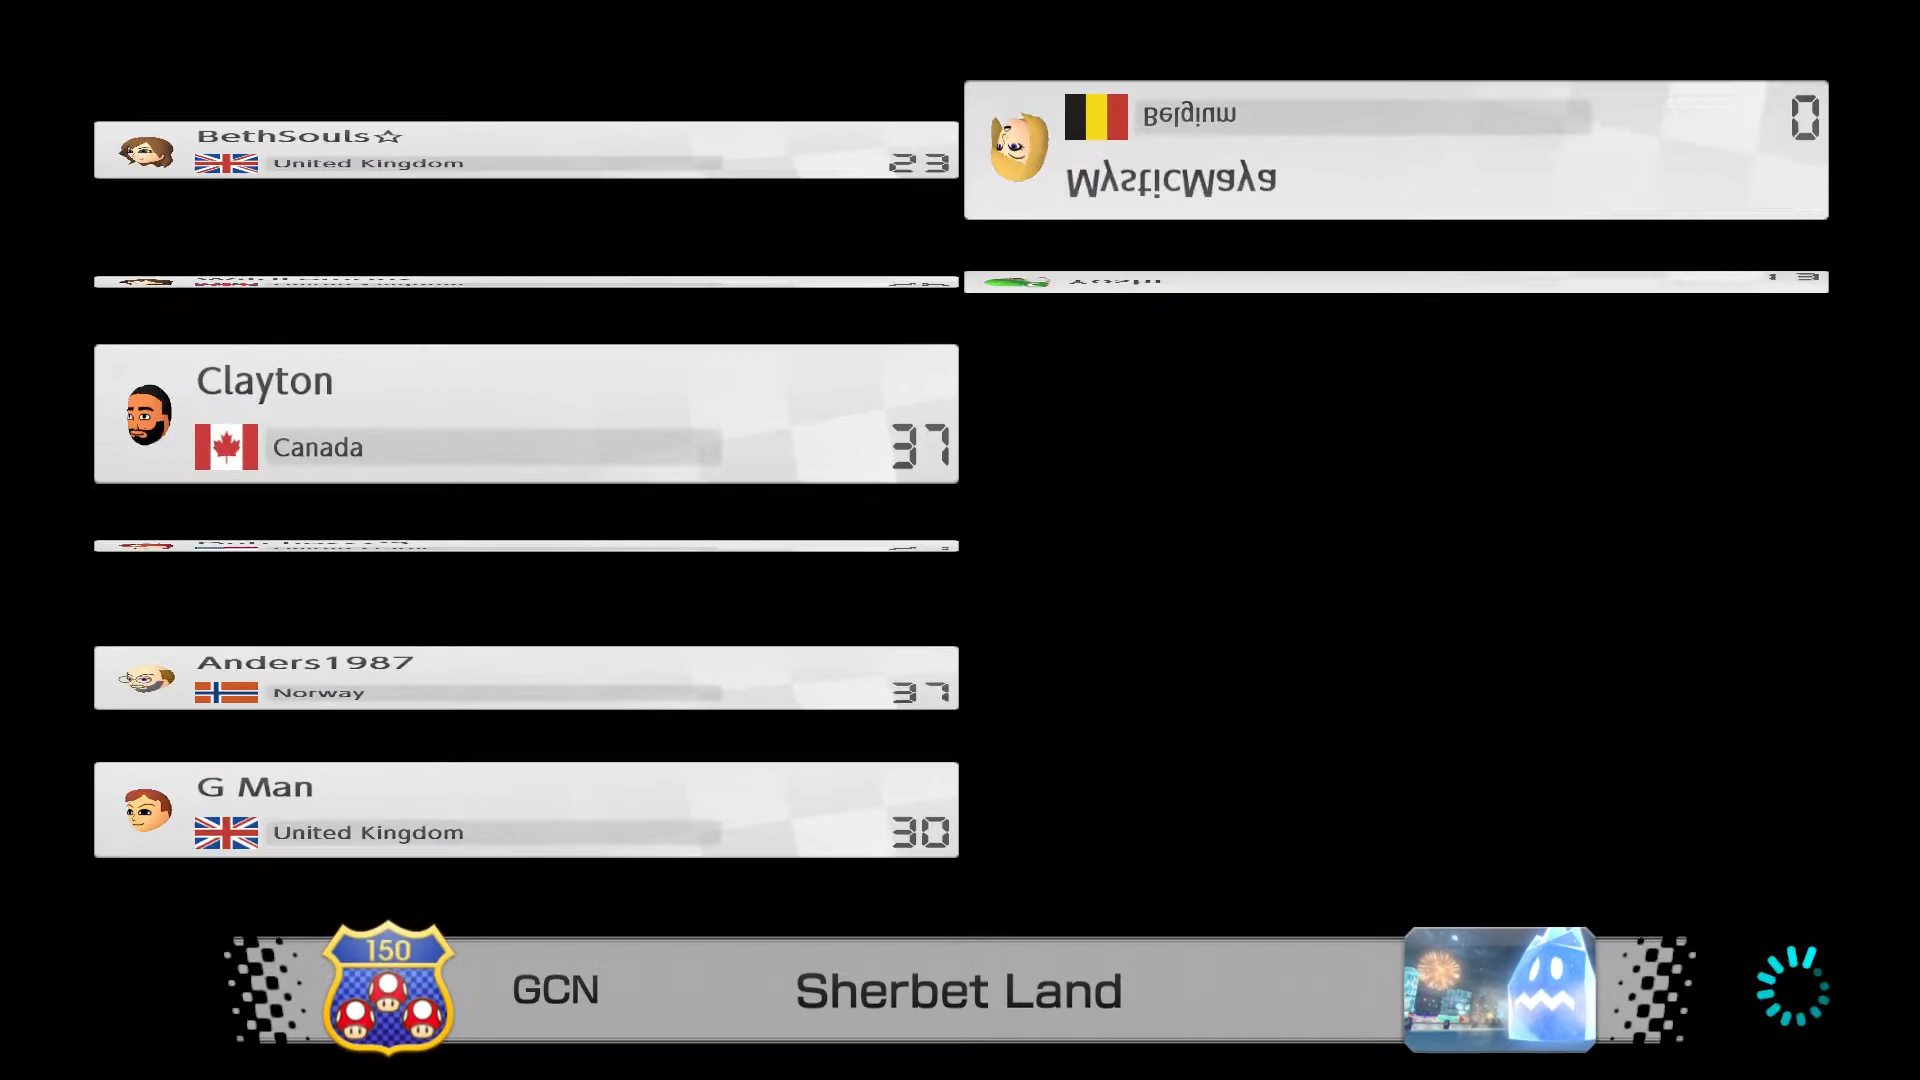 BethSouls☆
United Kingdom
23
Belgium
0
MysticMaya
Clayton
Canada
37
Anders1987
Norway
37
G Man
United Kingdom
30
150
GCN
Sherbet Land